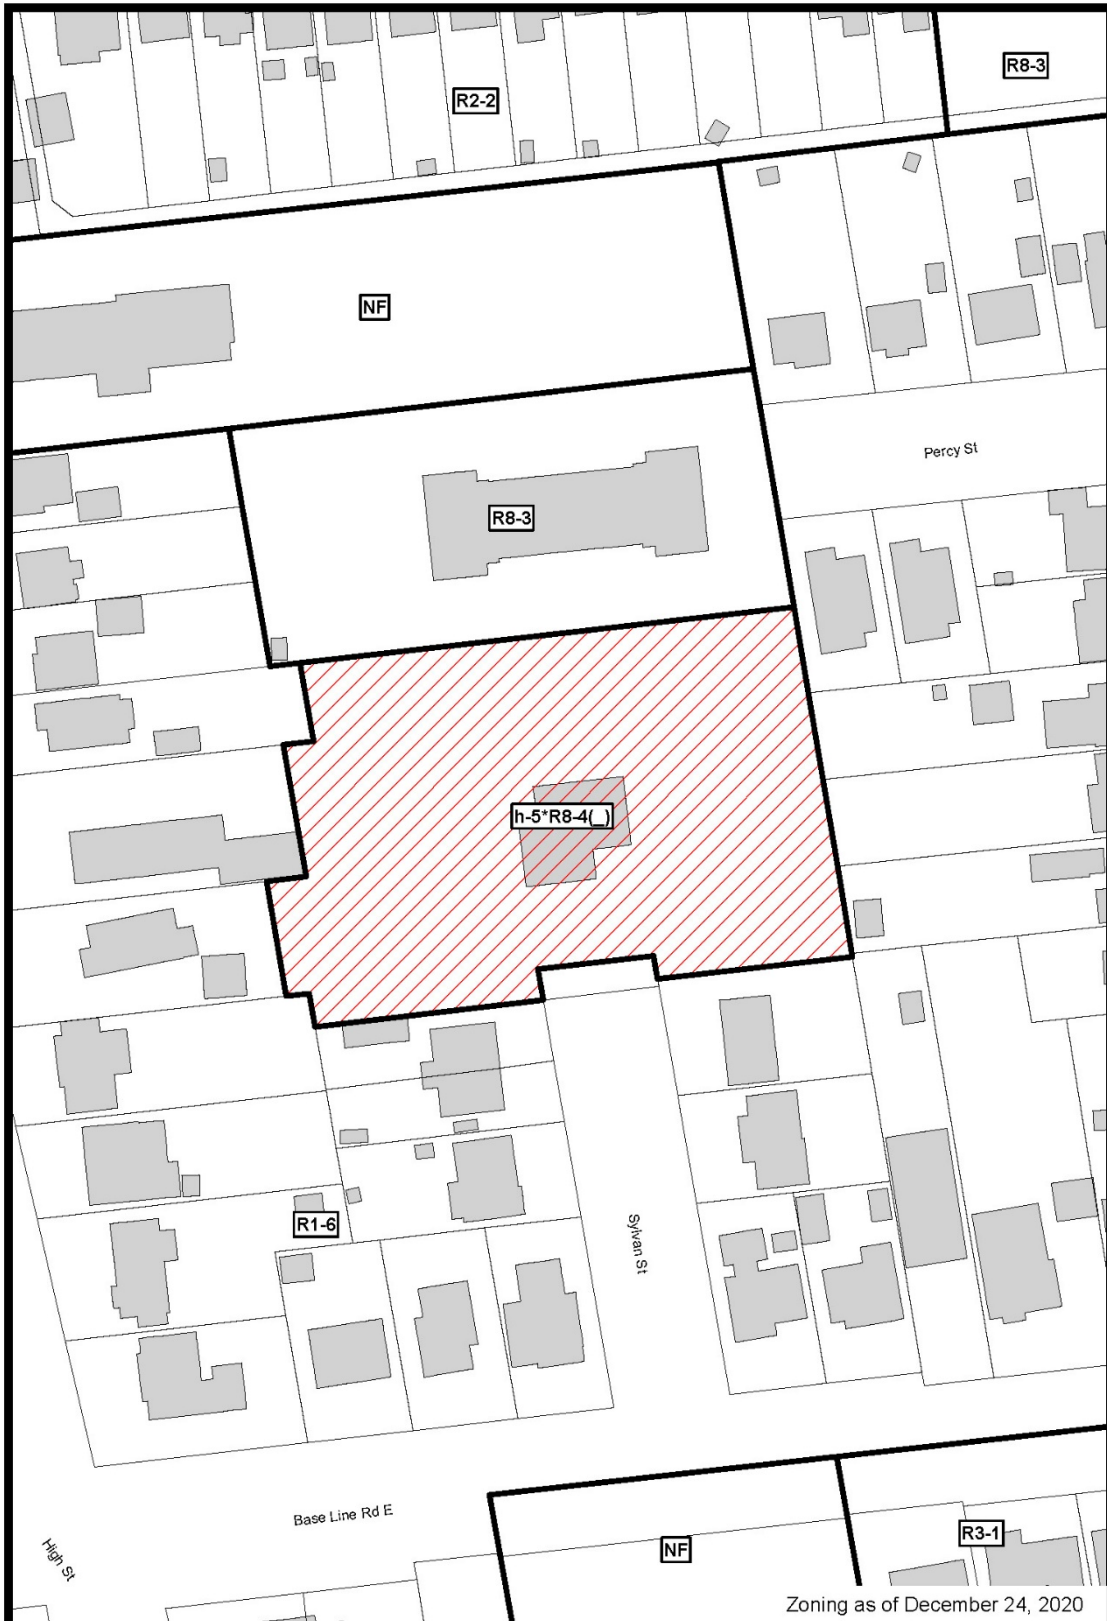 R8-3
R2-2
NF
Percy St
R8-3
h-5*R8-4(_)
R1-6
Sylvan St
Base Line Rd E
High St
NF
R3-1
Zoning as of December 24, 2020